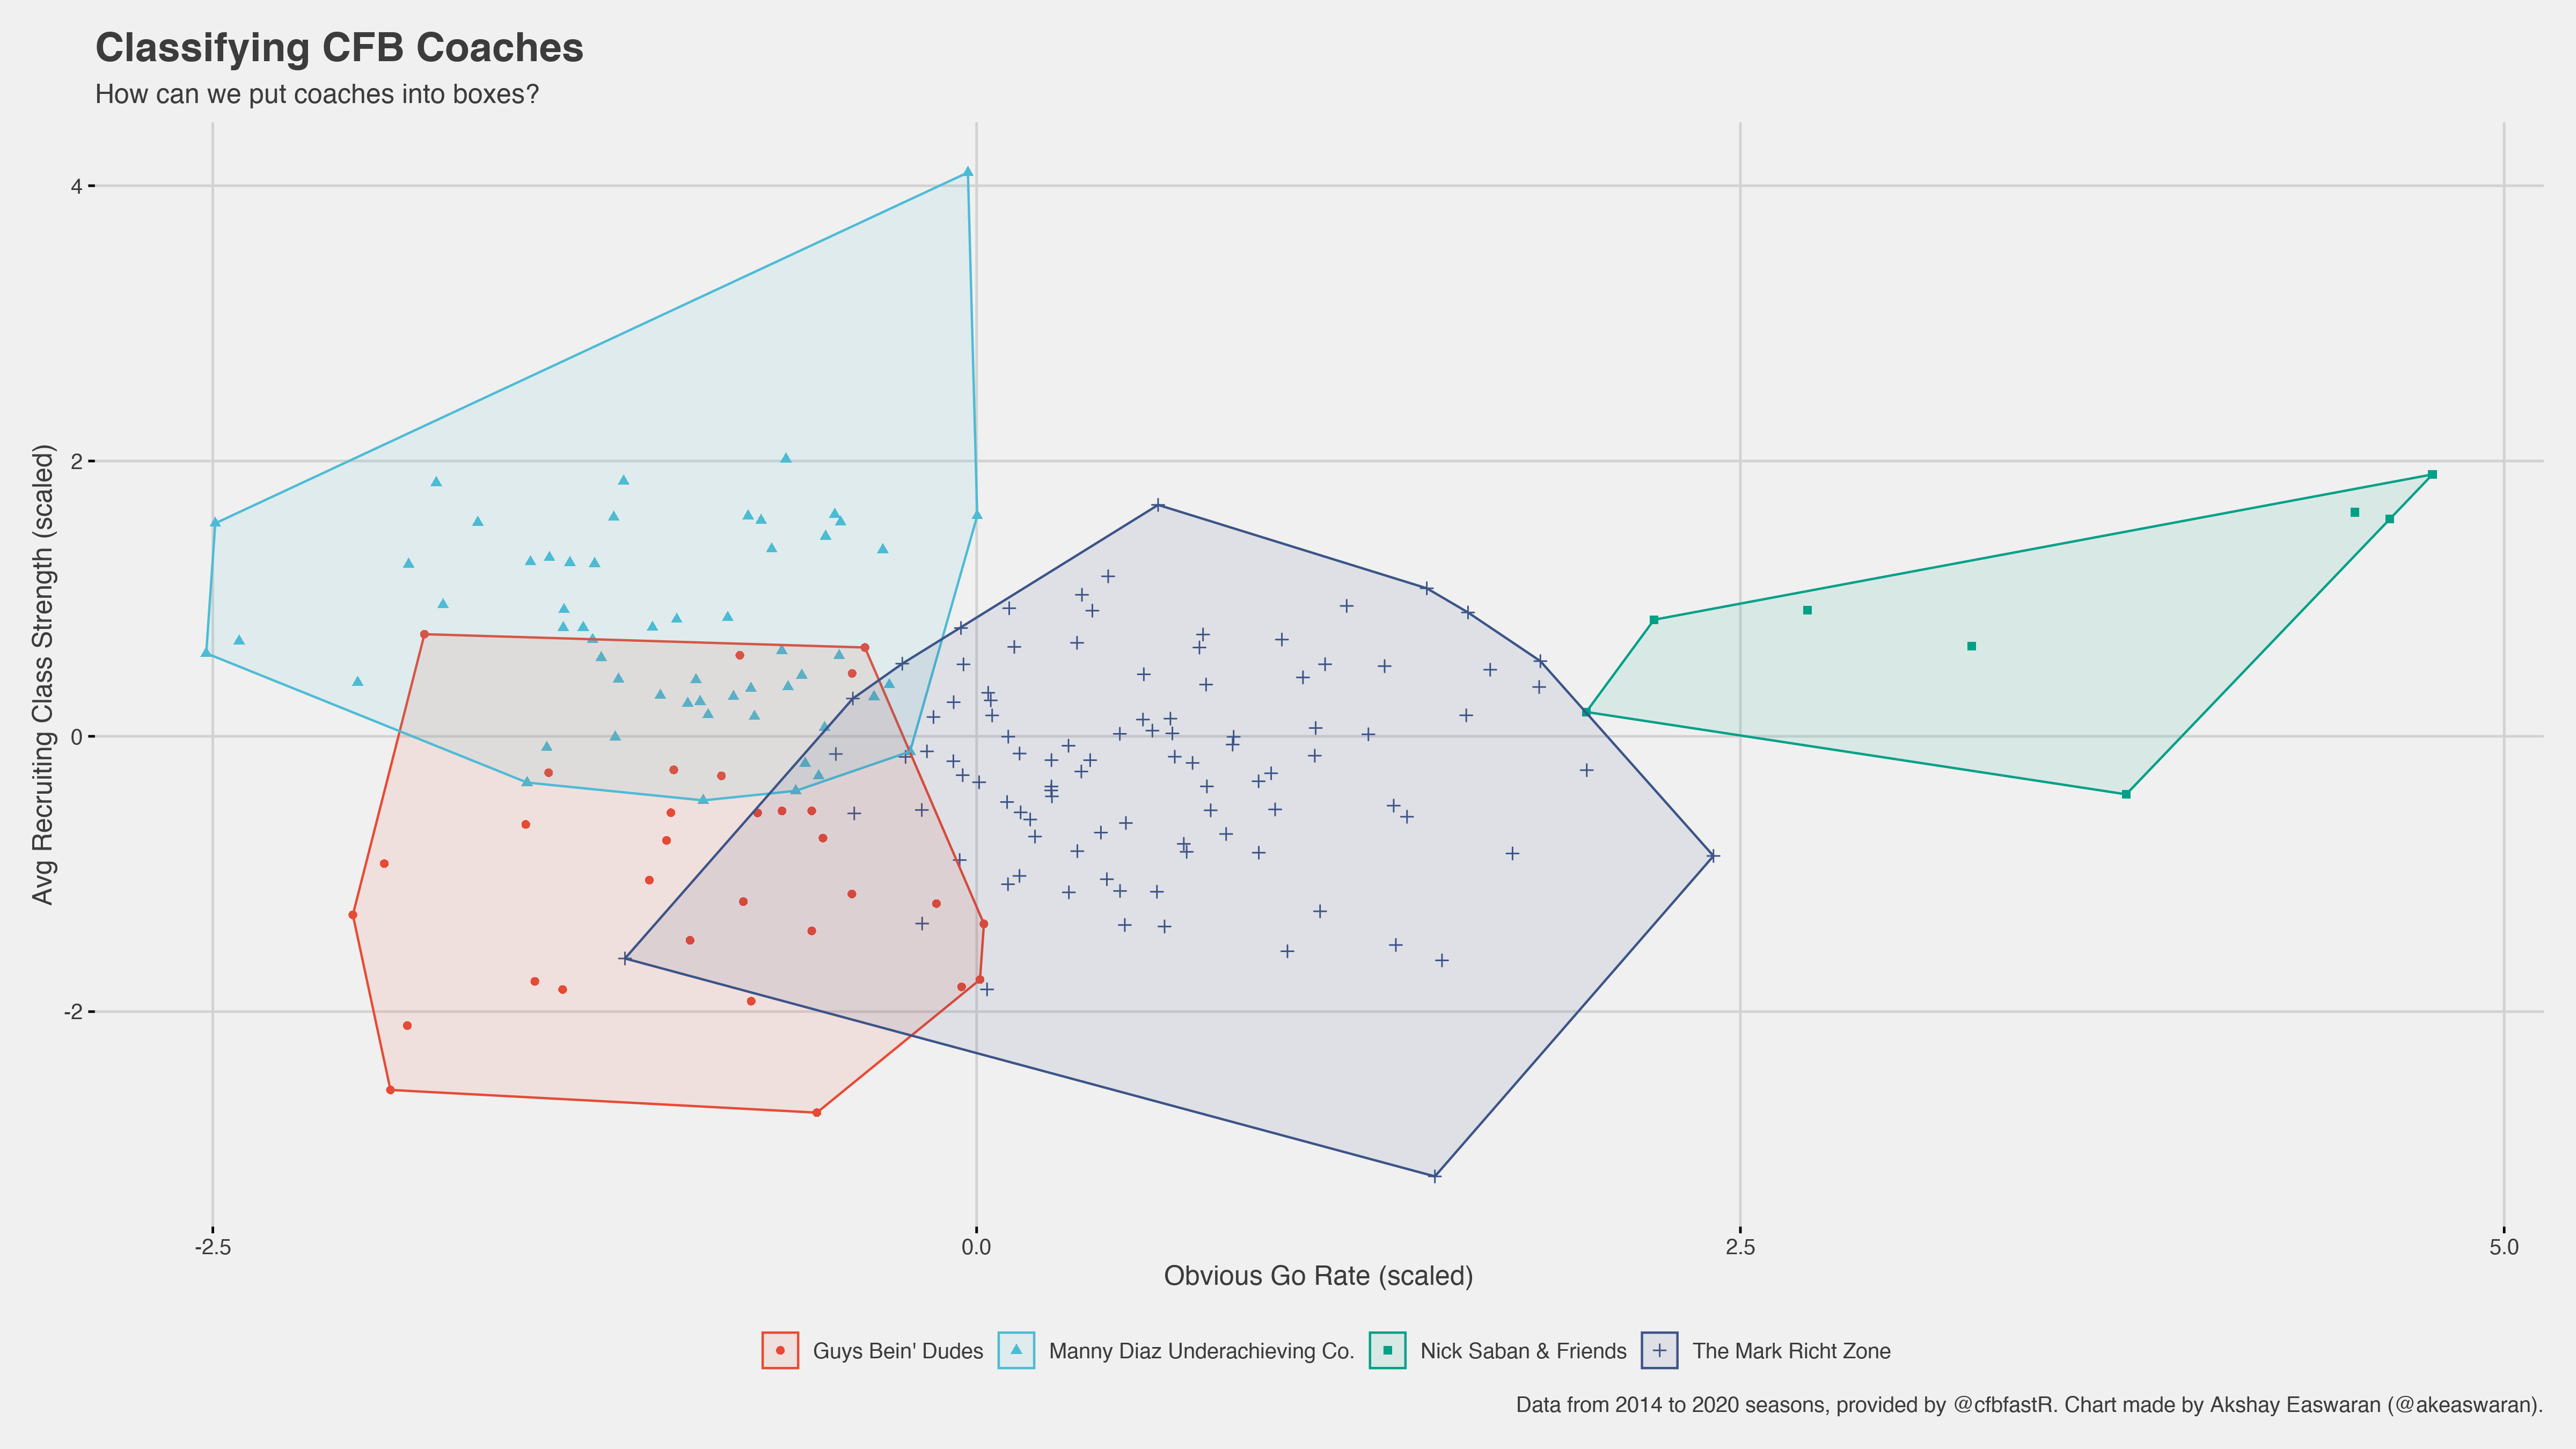 Classifying CFB Coaches
How can we put coaches into boxes?
Avg Recruiting Class Strength (scaled)
4
2
0
-2
-2.5 0.0 2.5 5.0
Obvious Go Rate (scaled)
Guys Bein' Dudes Manny Diaz Underachieving Co. Nick Saban & Friends The Mark Richt Zone
Data from 2014 to 2020 seasons, provided by @cfbfastR. Chart made by Akshay Easwaran (@akeaswaran).